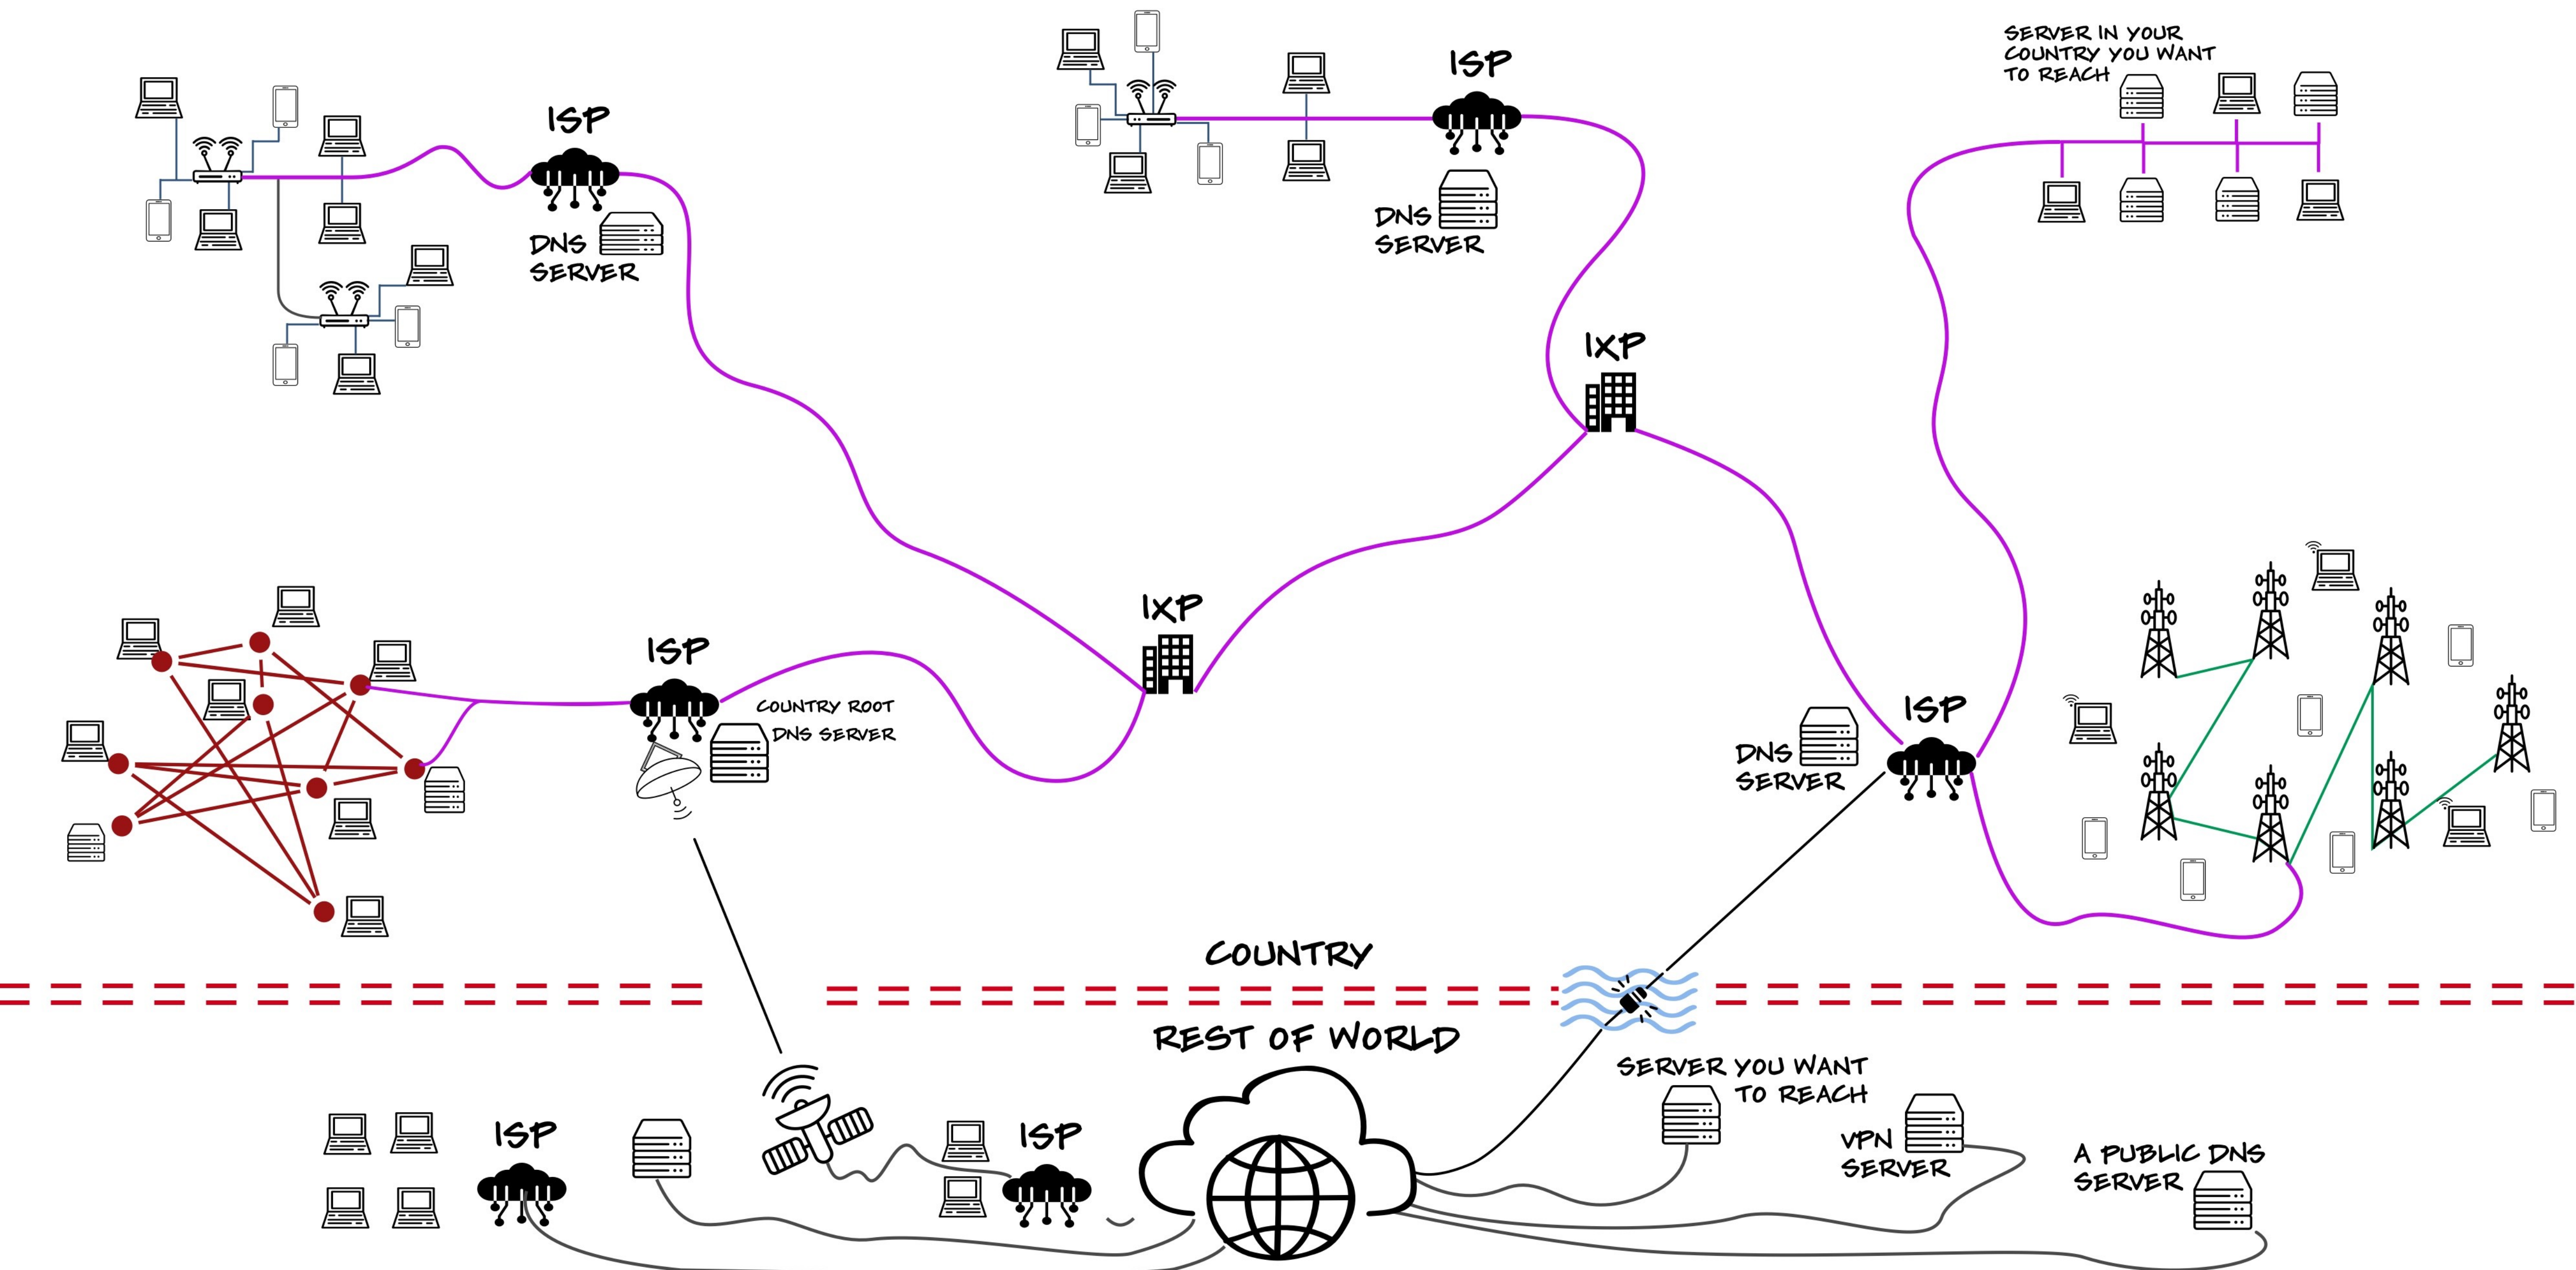 ISP
DNS
SERVER
ISP
DNS
SERVER
SERVER IN YOUR
COUNTRY YOU WANT
TO REACH
IXP
IXP
ISP
COUNTRY ROOT
DNS SERVER
ISP
DNS
SERVER
COUNTRY
REST OF WORLD
ISP
ISP
SERVER YOU WANT
TO REACH
VPN
SERVER
A PUBLIC DNS
SERVER